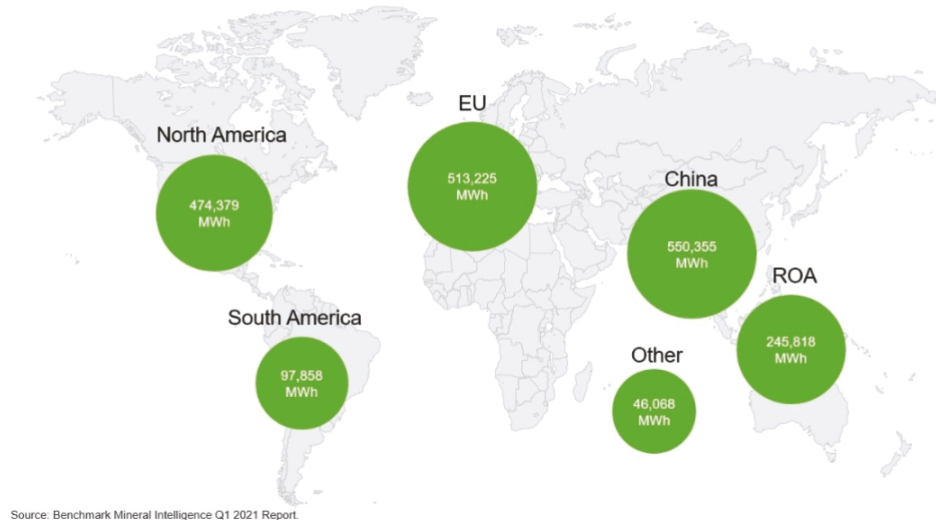 EU
North America
513,225
MWh
China
474,379
MWh
550,355
MWh
ROA
South America
245,818
MWh
Other
97,858
MWh
46,068
MWh
Source: Benchmark Mineral Intelligence Q1 2021 Report.